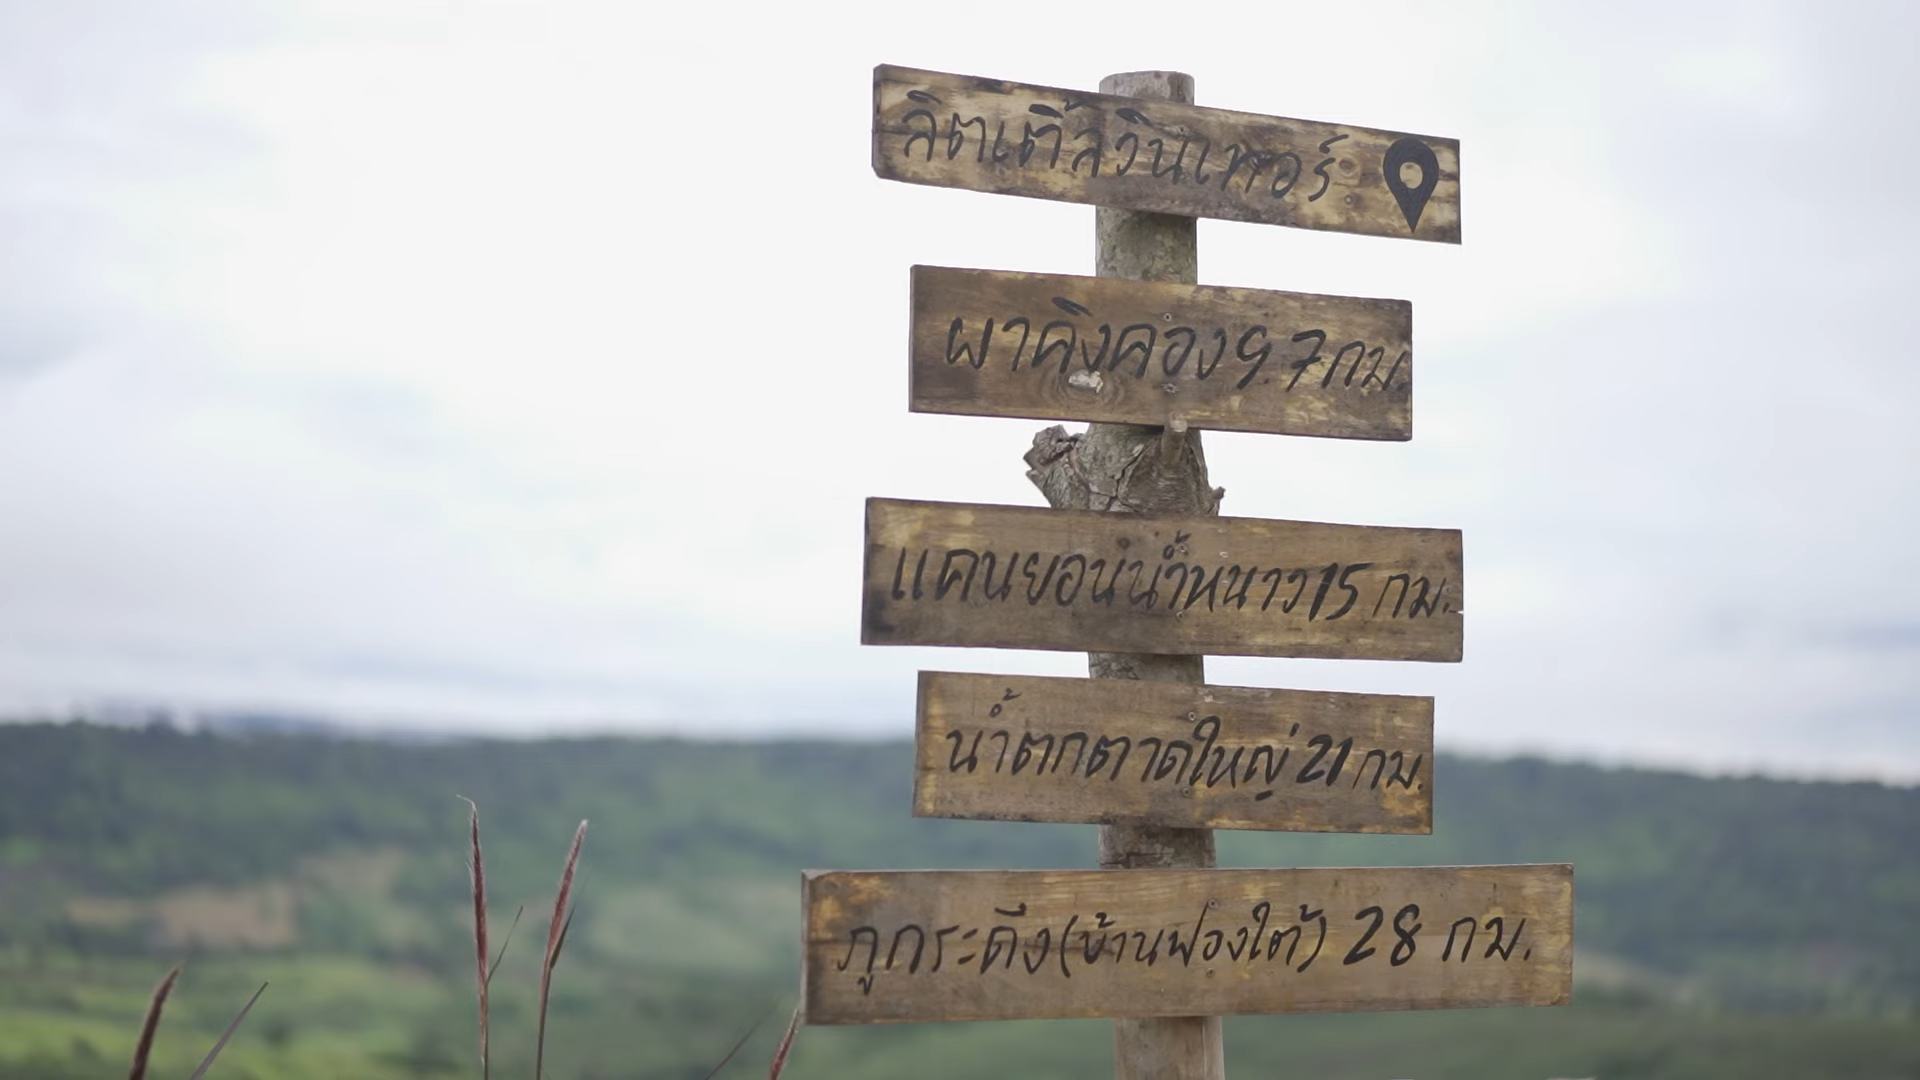 ลิตเติ้ลวินเทอร์
ผาคิงคอง 9.7 กม.
แคนยอนน้ำหนาว 15 กม.
น้ำตกตาดใหญ่ 21 กม.
ภูกระดึง (บ้านฟองใต้) 28 กม.